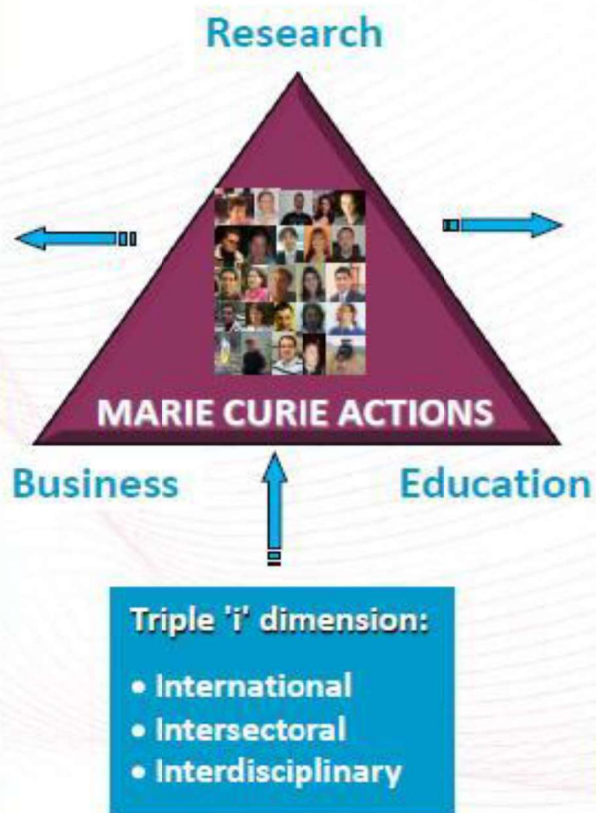 Research
MARIE CURIE ACTIONS
Business
Education
Triple 'i' dimension:
• International
• Intersectoral
• Interdisciplinary